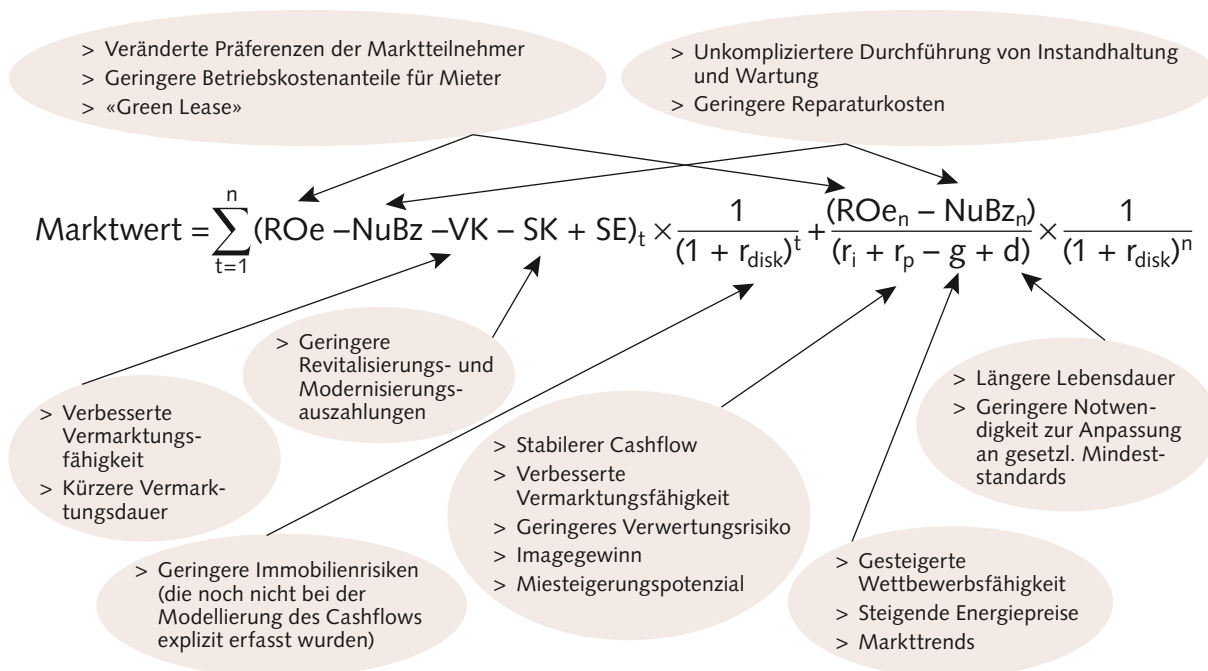 > Veränderte Präferenzen der Marktteilnehmer
> Geringere Betriebskostenanteile für Mieter
> «Green Lease»
> Unkompliziertere Durchführung von Instandhaltung
und Wartung
> Geringere Reparaturkosten
Marktwert = ∑ₜ₌₁ⁿ (ROe –NuBz –VK – SK + SE)ₜ × 1/(1 + r_disk)ᵗ + (ROeₙ – NuBzₙ)/(rᵢ + rₚ – g + d) × 1/(1 + r_disk)ⁿ
> Verbesserte
Vermarktungs-
fähigkeit
> Kürzere Vermark-
tungsdauer
> Geringere
Revitalisierungs- und
Modernisierungs-
auszahlungen
> Geringere Immobilienrisiken
(die noch nicht bei der
Modellierung des Cashflows
explizit erfasst wurden)
> Stabilerer Cashflow
> Verbesserte
Vermarktungsfähigkeit
> Geringeres Verwertungsrisiko
> Imagegewinn
> Miesteigerungspotenzial
> Gesteigerte
Wettbewerbsfähigkeit
> Steigende Energiepreise
> Markttrends
> Längere Lebensdauer
> Geringere Notwen-
digkeit zur Anpassung
an gesetzl. Mindest-
standards